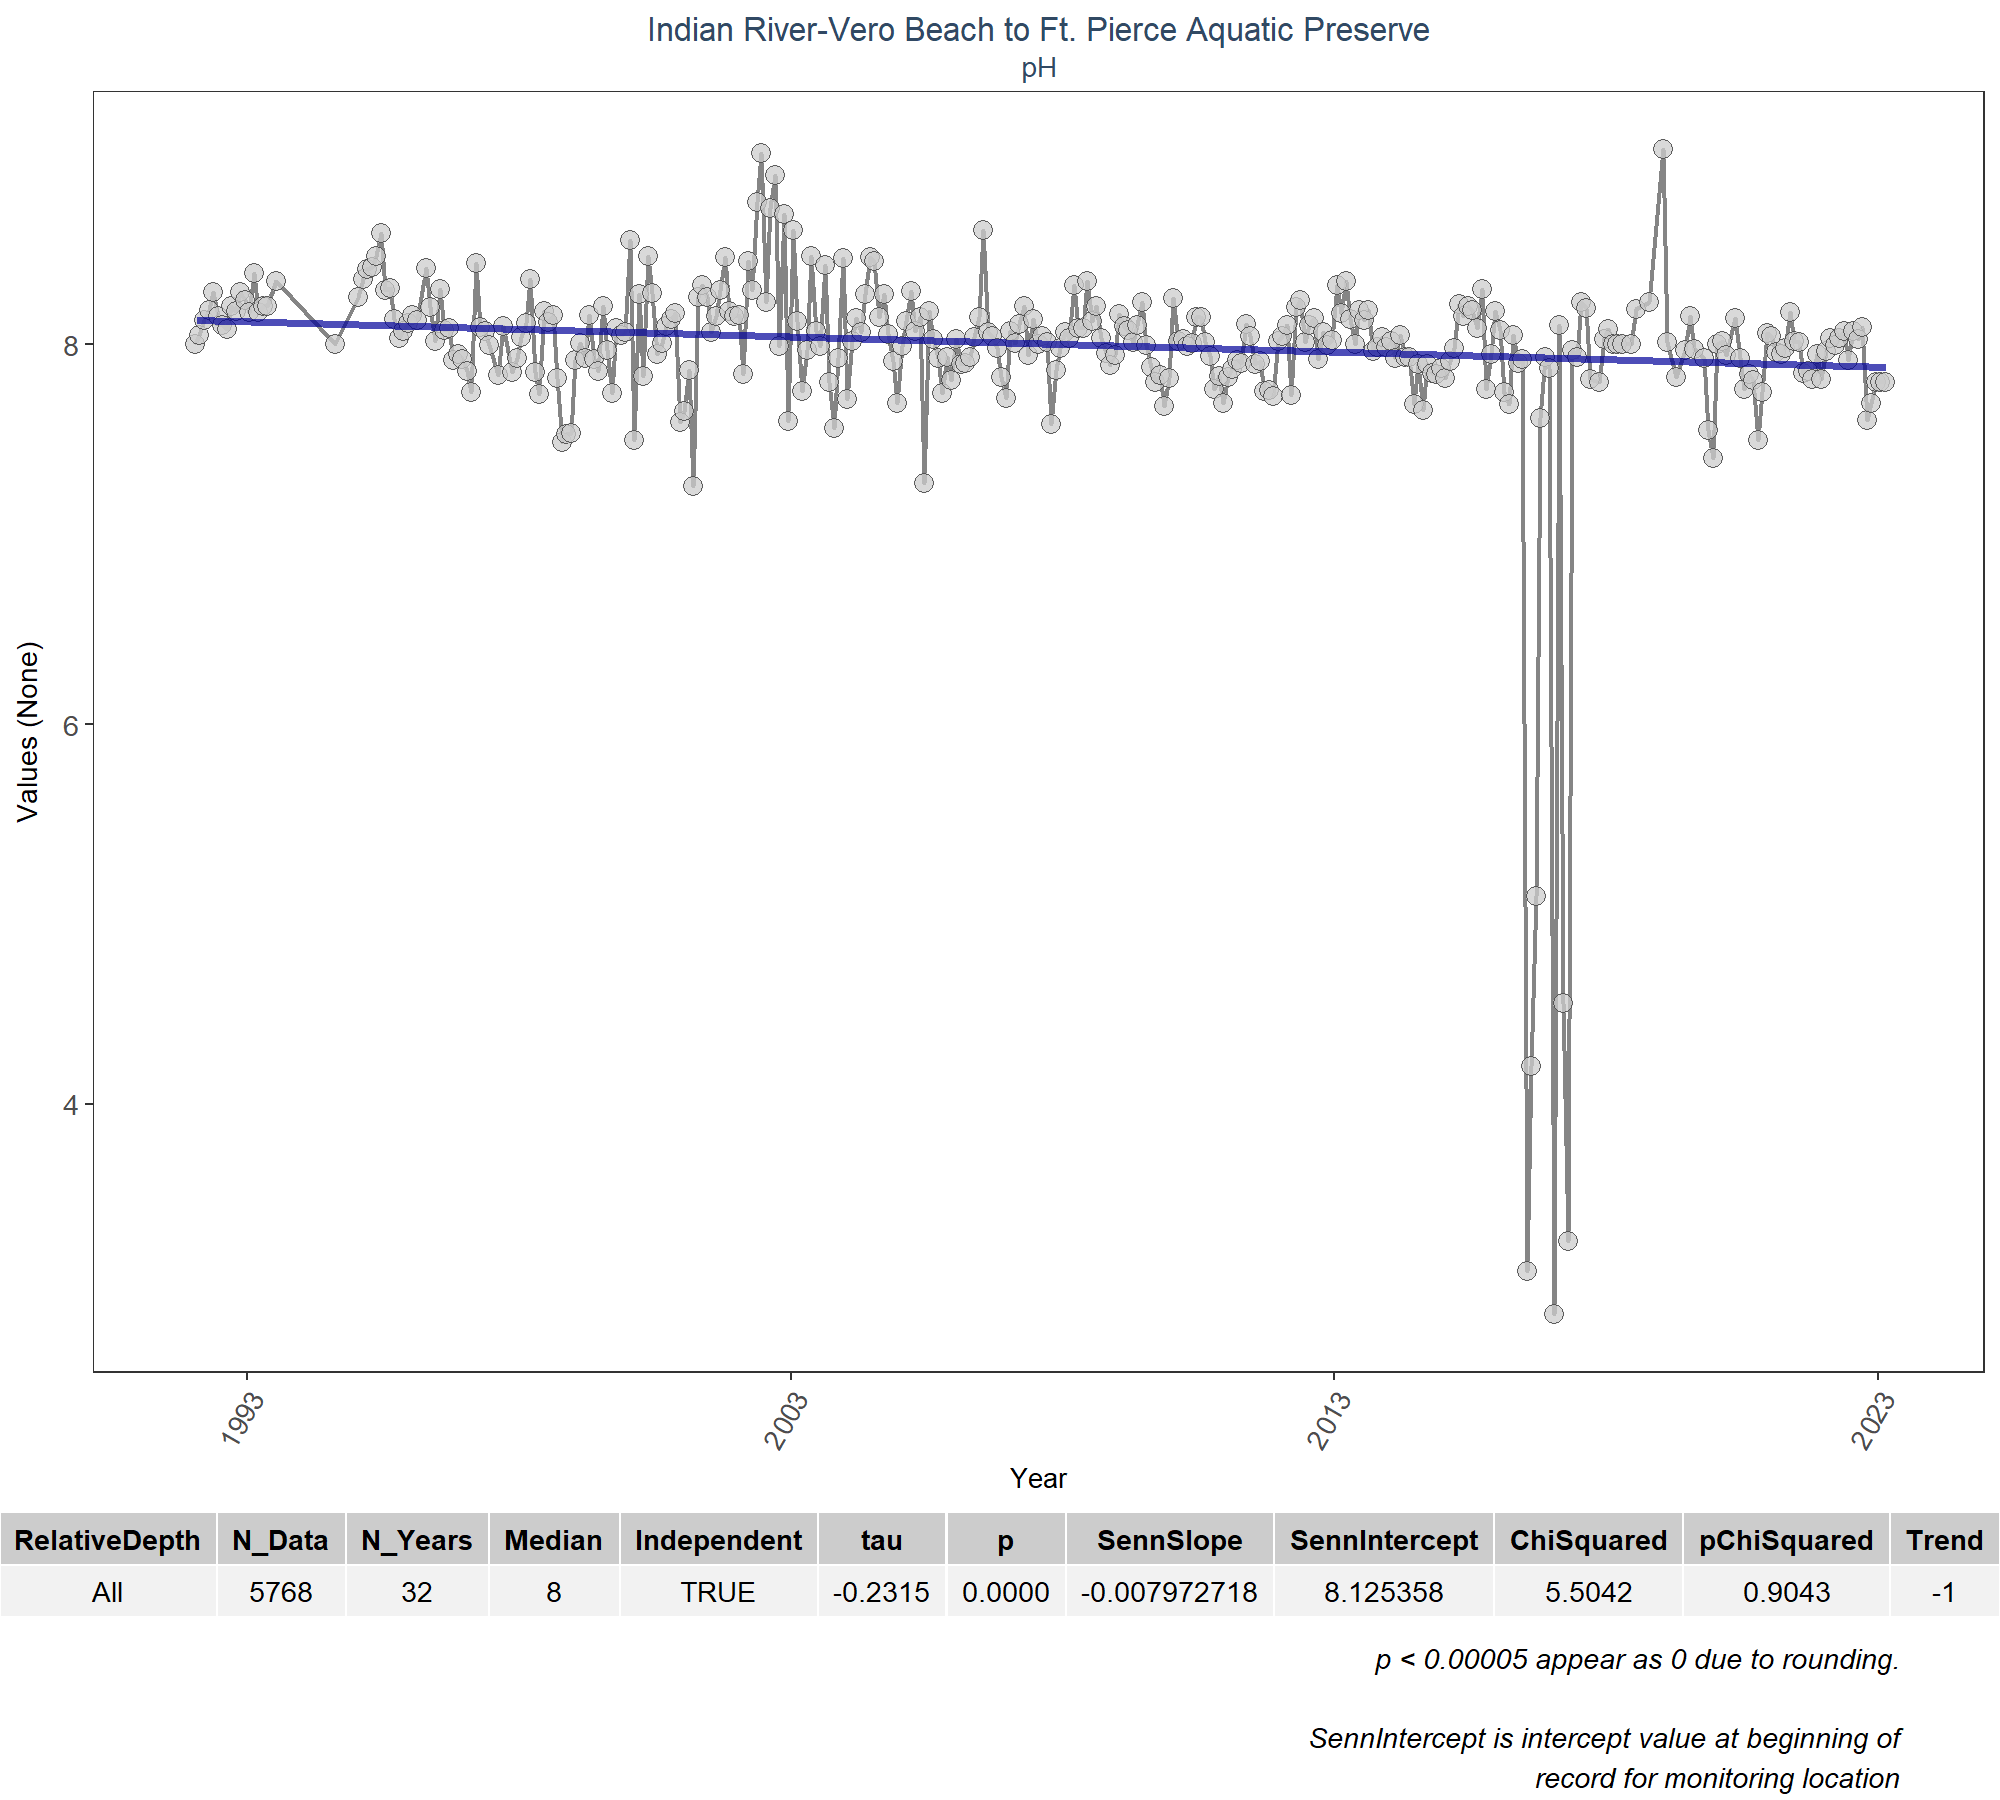 Indian River-Vero Beach to Ft. Pierce Aquatic Preserve
pH
Values (None)
8
6
4
1993
2003
2013
2023
Year
RelativeDepth N_Data N_Years Median Independent tau p SennSlope SennIntercept ChiSquared pChiSquared Trend
All 5768 32 8 TRUE -0.2315 0.0000 -0.007972718 8.125358 5.5042 0.9043 -1
p < 0.00005 appear as 0 due to rounding.
SennIntercept is intercept value at beginning of
record for monitoring location